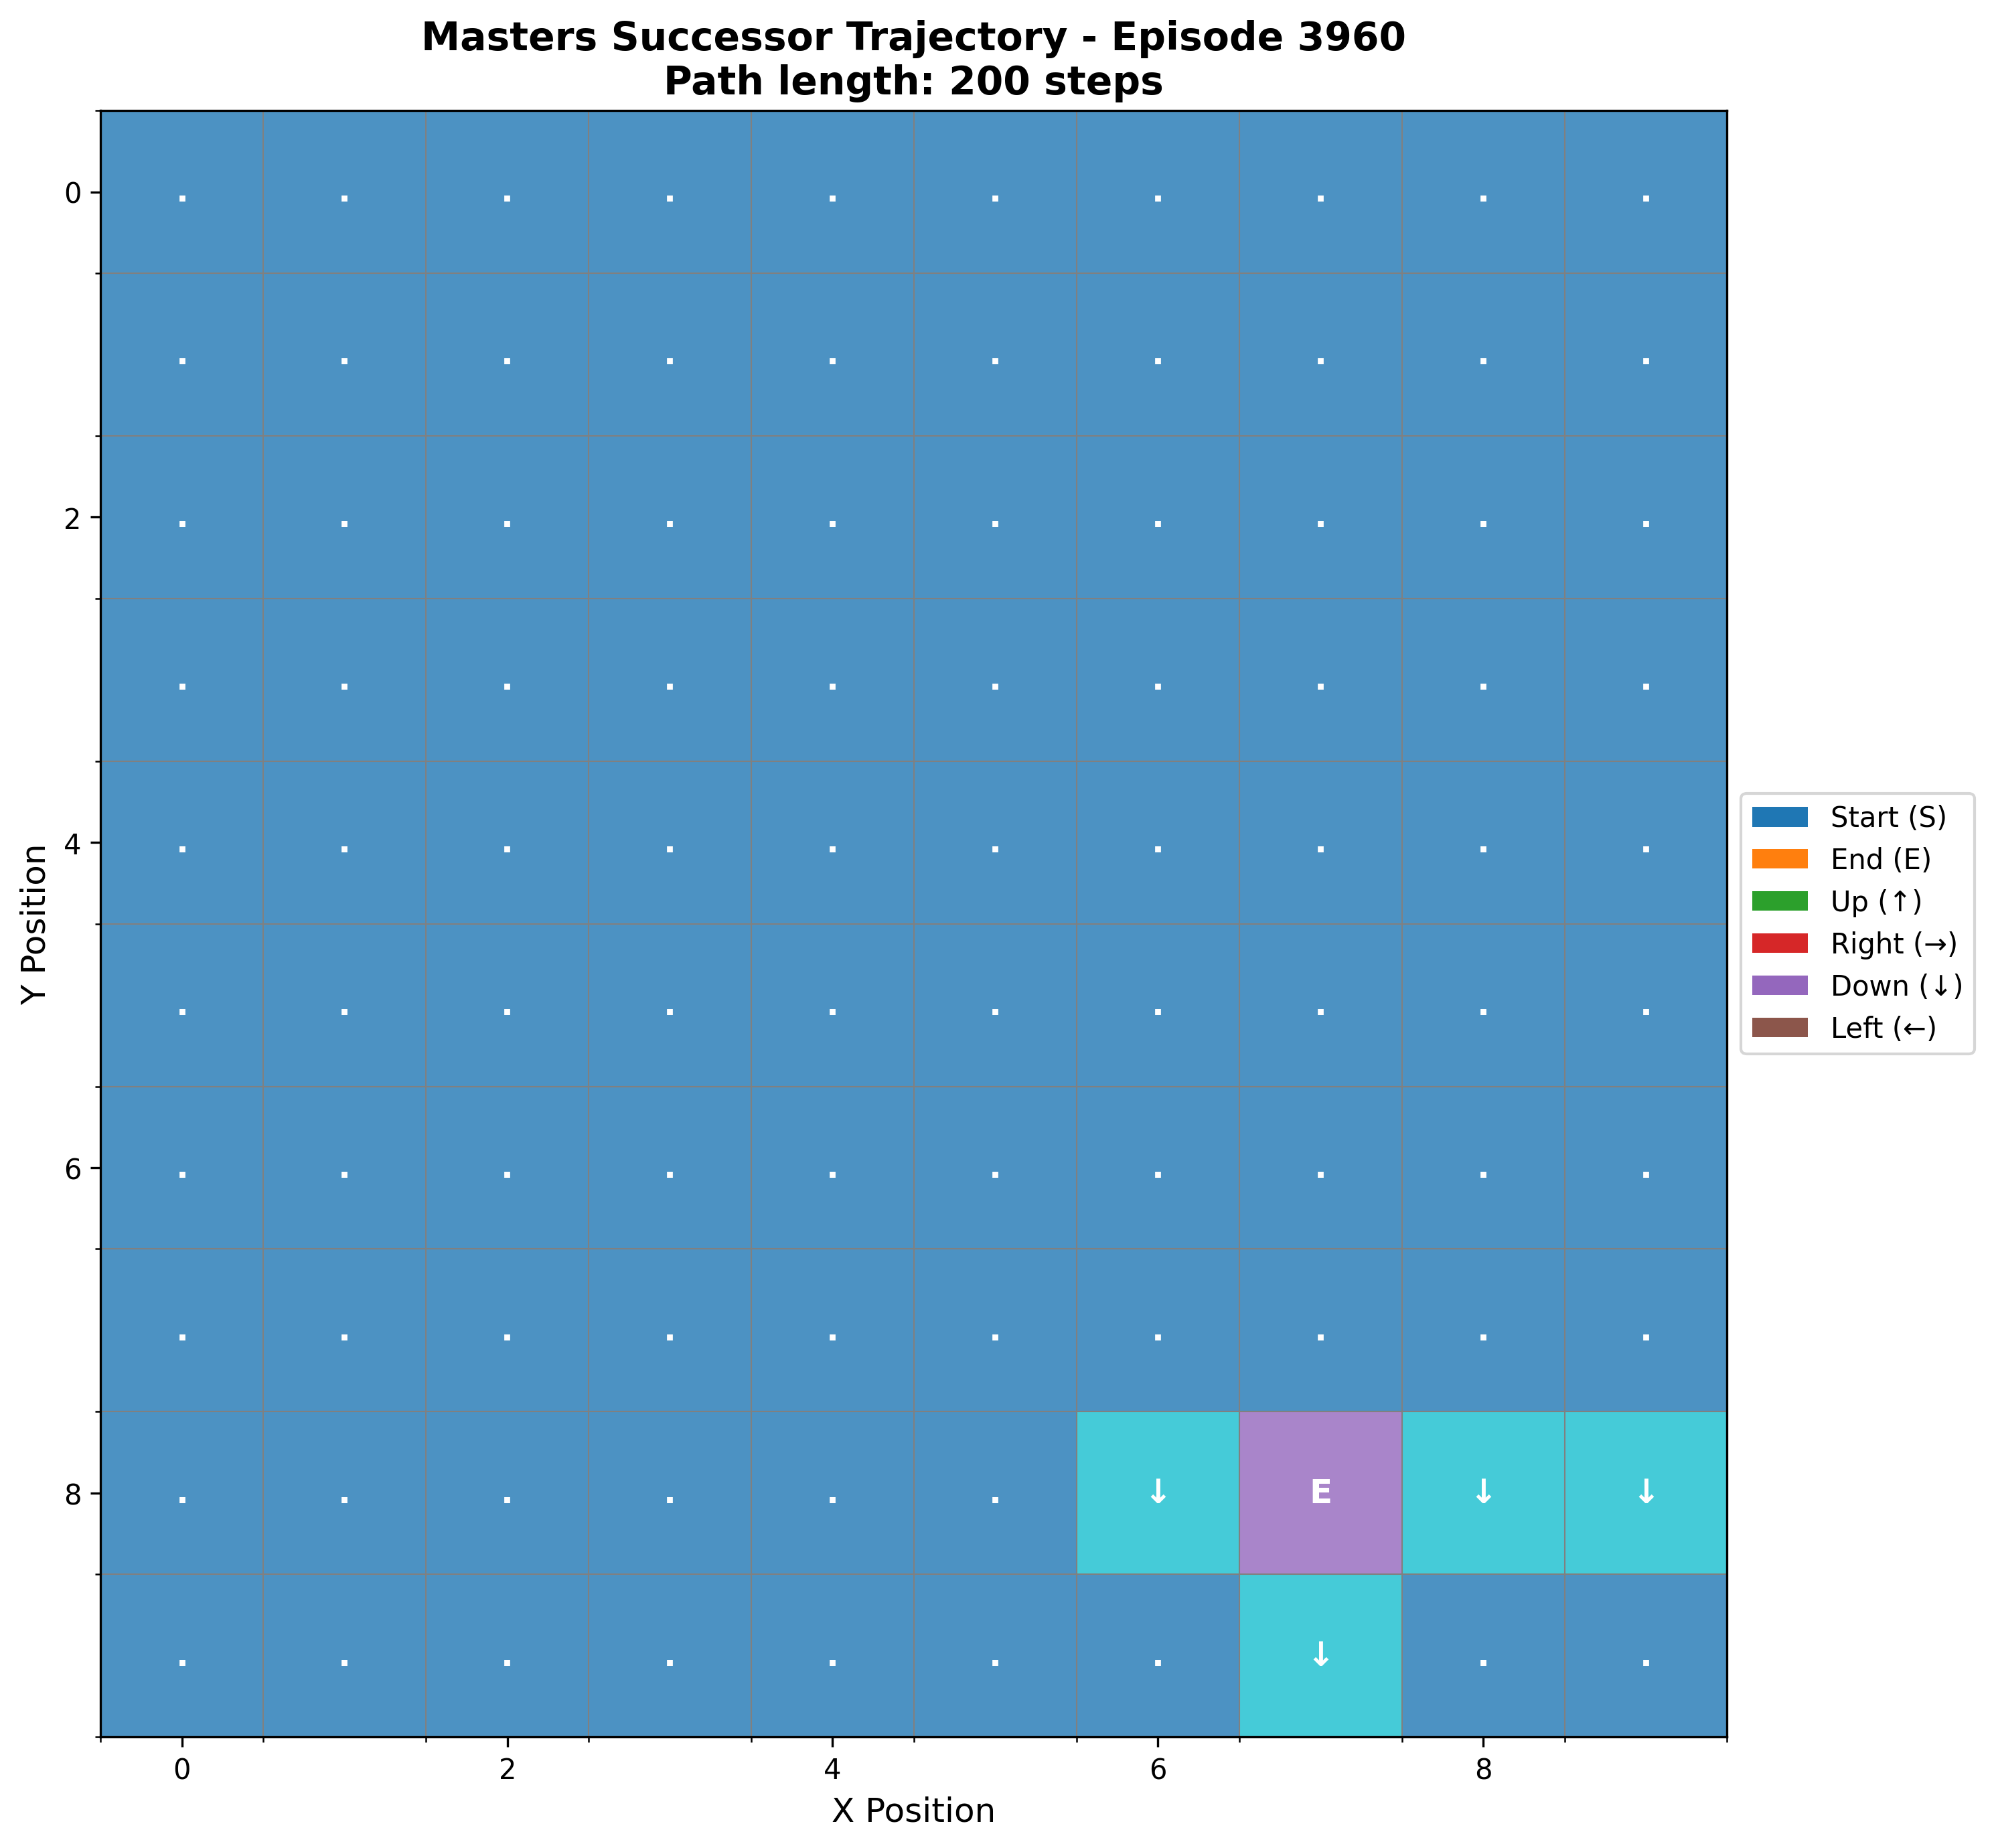 Masters Successor Trajectory - Episode 3960
Path length: 200 steps
0
2
4
6
8
Y Position
↓ E ↓ ↓
↓
0 2 4 6 8
X Position
Start (S)
End (E)
Up (↑)
Right (→)
Down (↓)
Left (←)